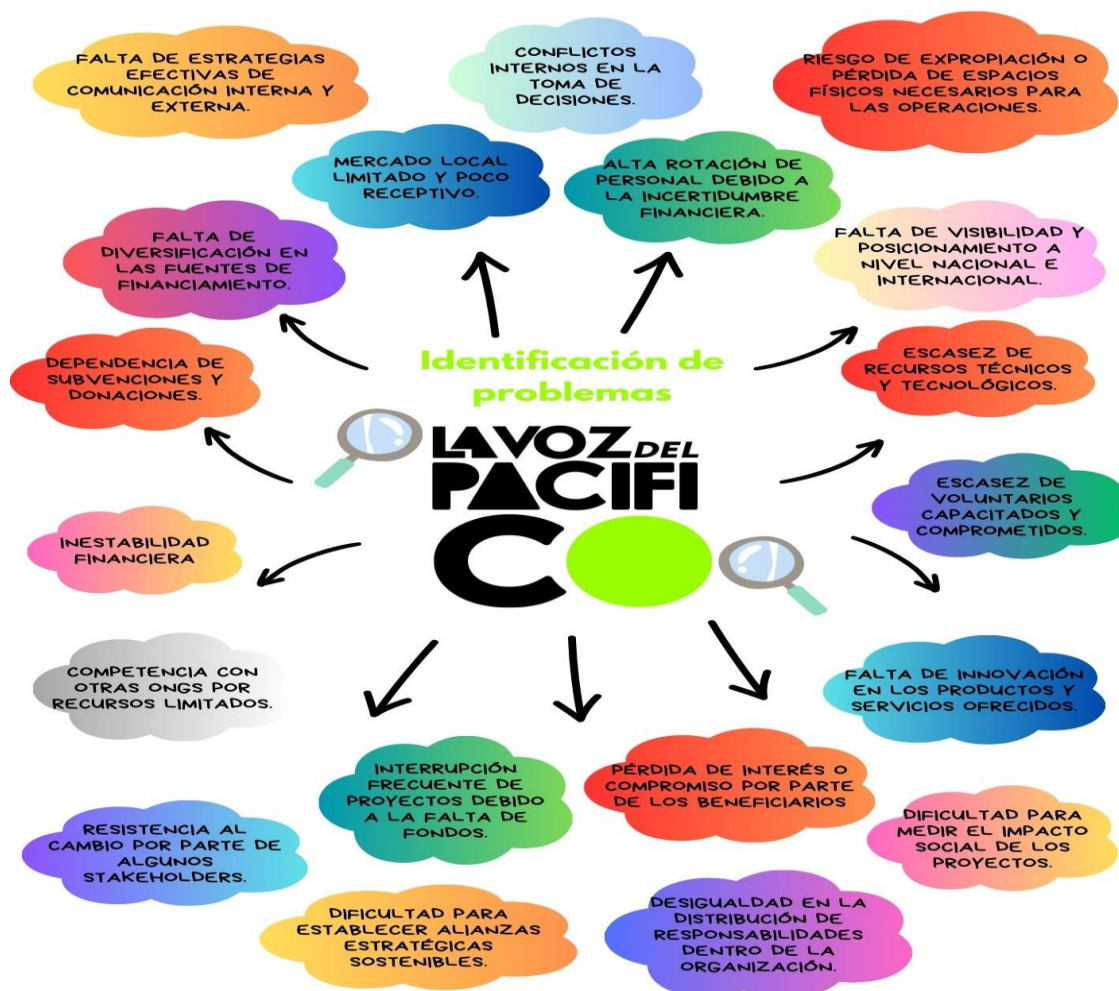 FALTA DE ESTRATEGIAS
EFECTIVAS DE
COMUNICACIÓN INTERNA Y
EXTERNA.
CONFLICTOS
INTERNOS EN LA
TOMA DE
DECISIONES.
RIESGO DE EXPROPIACIÓN O
PÉRDIDA DE ESPACIOS
FÍSICOS NECESARIOS PARA
LAS OPERACIONES.
MERCADO LOCAL
LIMITADO Y POCO
RECEPTIVO.
ALTA ROTACIÓN DE
PERSONAL DEBIDO A
LA INCERTIDUMBRE
FINANCIERA.
FALTA DE
DIVERSIFICACIÓN EN
LAS FUENTES DE
FINANCIAMIENTO.
FALTA DE VISIBILIDAD Y
POSICIONAMIENTO A
NIVEL NACIONAL E
INTERNACIONAL.
DEPENDENCIA DE
SUBVENCIONES Y
DONACIONES.
Identificación de
problemas
ESCASEZ DE
RECURSOS TÉCNICOS
Y TECNOLÓGICOS.
LA VOZ DEL
PACIFI
CO
ESCASEZ DE
VOLUNTARIOS
CAPACITADOS Y
COMPROMETIDOS.
INESTABILIDAD
FINANCIERA
COMPETENCIA CON
OTRAS ONGS POR
RECURSOS LIMITADOS.
FALTA DE INNOVACIÓN
EN LOS PRODUCTOS Y
SERVICIOS OFRECIDOS.
INTERRUPCIÓN
FRECUENTE DE
PROYECTOS DEBIDO
A LA FALTA DE
FONDOS.
PÉRDIDA DE INTERÉS O
COMPROMISO POR PARTE
DE LOS BENEFICIARIOS
RESISTENCIA AL
CAMBIO POR PARTE DE
ALGUNOS
STAKEHOLDERS.
DIFICULTAD PARA
MEDIR EL IMPACTO
SOCIAL DE LOS
PROYECTOS.
DIFICULTAD PARA
ESTABLECER ALIANZAS
ESTRATÉGICAS
SOSTENIBLES.
DESIGUALDAD EN LA
DISTRIBUCIÓN DE
RESPONSABILIDADES
DENTRO DE LA
ORGANIZACIÓN.